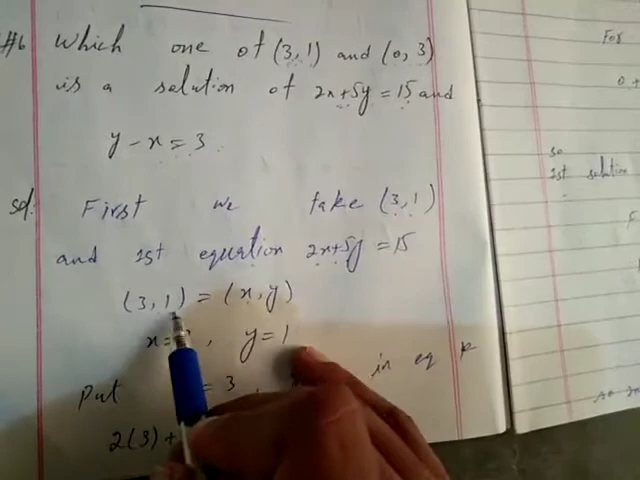 #6 Which one of (3,1) and (0,3)
is a solution of 2x+5y=15 and
y-x=3
sol: First we take (3,1)
and 1st equation 2x+5y=15
(3,1) = (x,y)
x= , y=1
Put =3, in eq
2(3)+
For
0+
so
1st solution